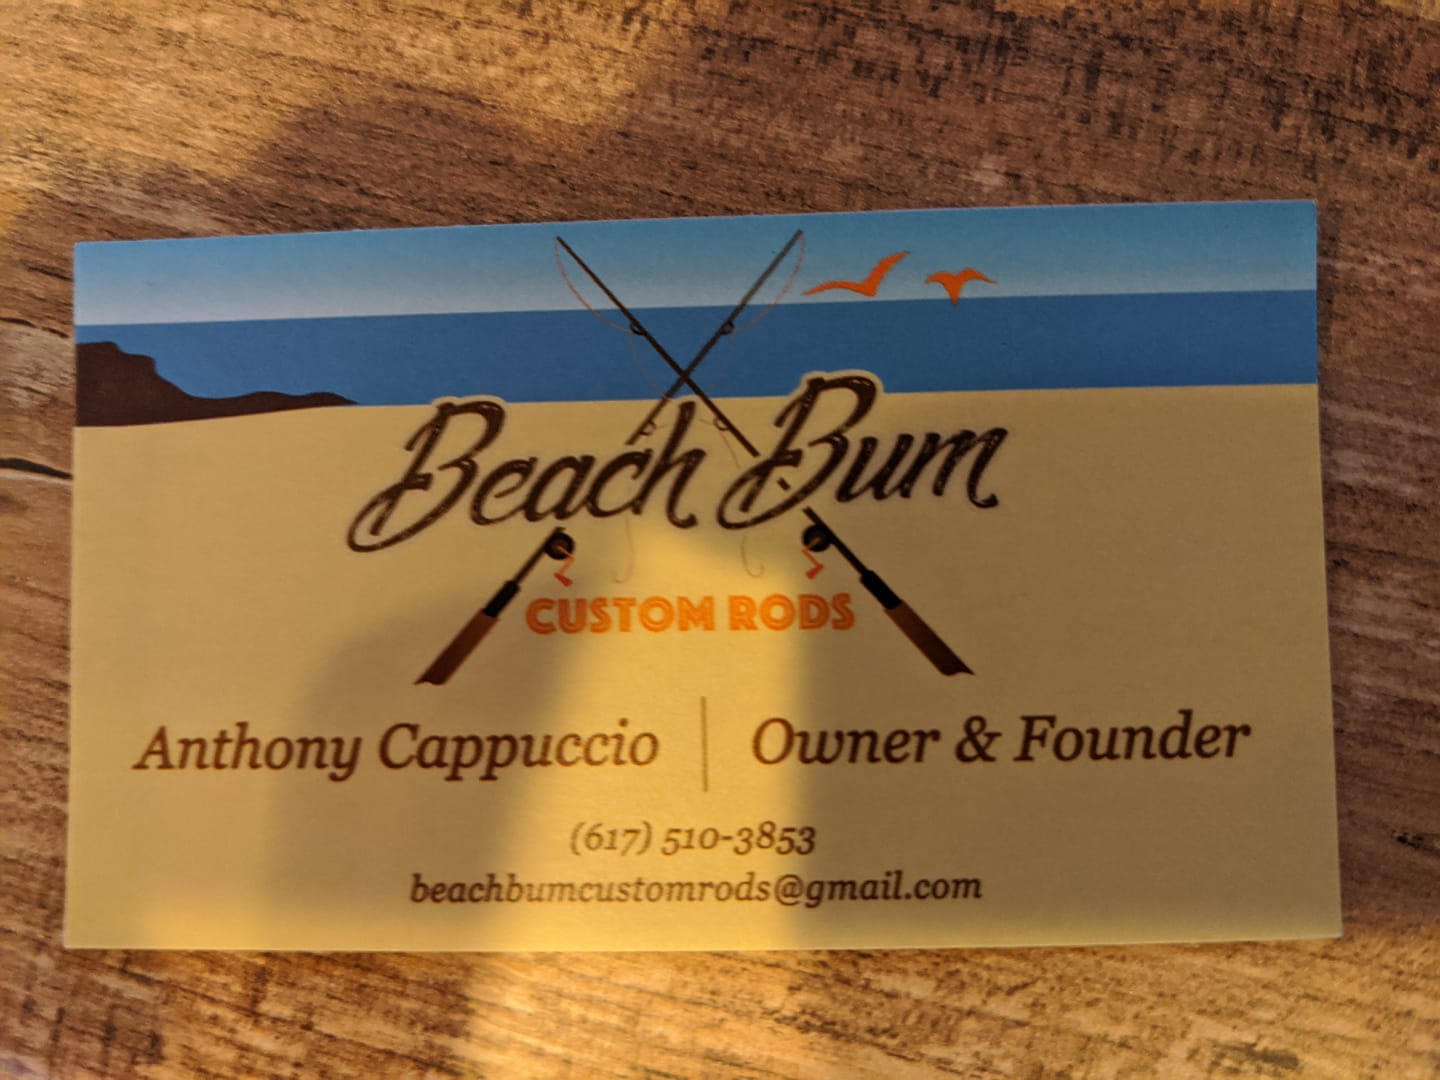 Beach Bum
CUSTOM RODS
Anthony Cappuccio | Owner & Founder
(617) 510-3853
beachbumcustomrods@gmail.com